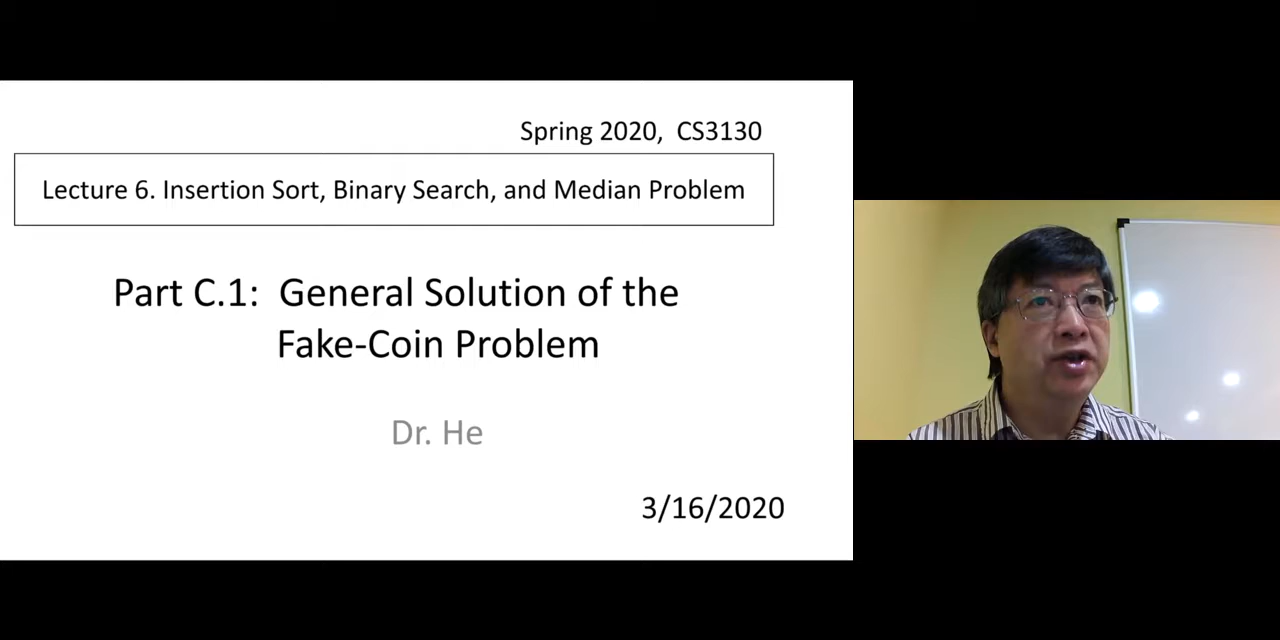 Spring 2020,  CS3130
Lecture 6. Insertion Sort, Binary Search, and Median Problem
Part C.1:  General Solution of the
Fake-Coin Problem
Dr. He
3/16/2020